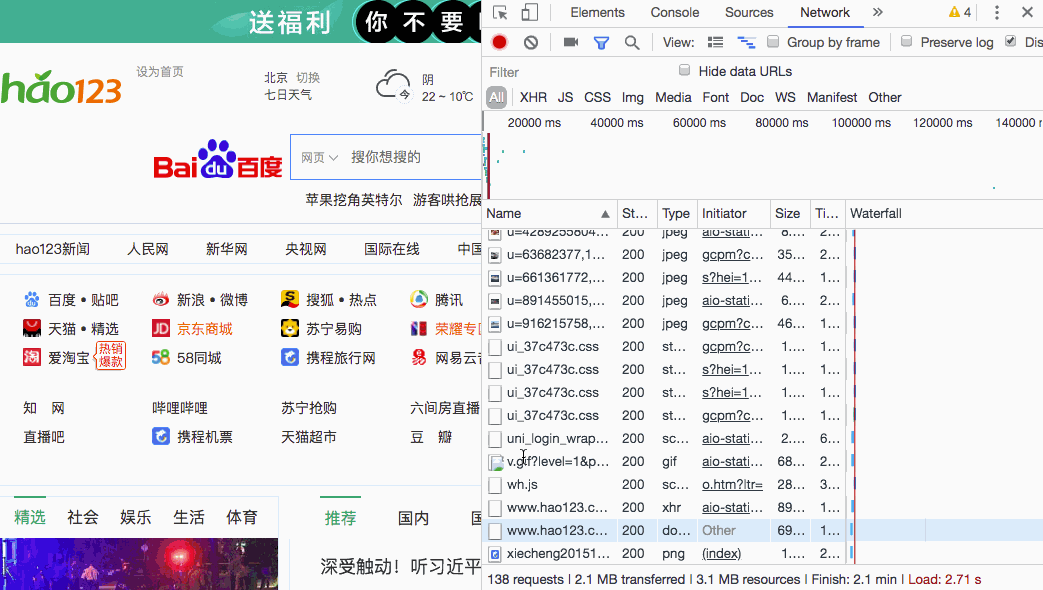 送福利 你 不 要
Elements Console Sources Network » 4
View: Group by frame Preserve log Dis
Filter Hide data URLs
All XHR JS CSS Img Media Font Doc WS Manifest Other
20000 ms 40000 ms 60000 ms 80000 ms 100000 ms 120000 ms 140000
hao123
设为首页
北京 切换
七日天气
阴
22 ~ 10℃
Bai du 百度
网页 搜你想搜的
苹果挖角英特尔 游客哄抢展
hao123新闻 人民网 新华网 央视网 国际在线 中国
百度 • 贴吧 新浪 • 微博 搜狐 • 热点 腾讯
天猫 • 精选 JD 京东商城 苏宁易购 荣耀专
淘 爱淘宝 热销爆款 58 58同城 携程旅行网 网易云音
知 网 哔哩哔哩 苏宁抢购 六间房直播
直播吧 携程机票 天猫超市 豆 瓣
精选 社会 娱乐 生活 体育
推荐 国内
深受触动！听习近平
Name St... Type Initiator Size Ti... Waterfall
u=4289255804... 200 jpeg aio-stati... 8.... 2...
u=63682377,1... 200 jpeg gcpm?c... 35... 2...
u=661361772,... 200 jpeg s?hei=1... 44... 1...
u=891455015,... 200 jpeg aio-stati... 6.... 2...
u=916215758,... 200 jpeg gcpm?c... 46... 1...
ui_37c473c.css 200 st... gcpm?c... 1.... 1...
ui_37c473c.css 200 st... s?hei=1... 1.... 1...
ui_37c473c.css 200 st... s?hei=1... 1.... 1...
ui_37c473c.css 200 st... gcpm?c... 1.... 1...
uni_login_wrap... 200 sc... aio-stati... 2.... 6...
v.gif?level=1&p... 200 gif aio-stati... 68... 2...
wh.js 200 sc... o.htm?ltr= 28... 3...
www.hao123.c... 200 xhr aio-stati... 89... 1...
www.hao123.c... 200 do... Other 69... 1...
xiecheng20151... 200 png (index) 1.... 2...
138 requests | 2.1 MB transferred | 3.1 MB resources | Finish: 2.1 min | Load: 2.71 s